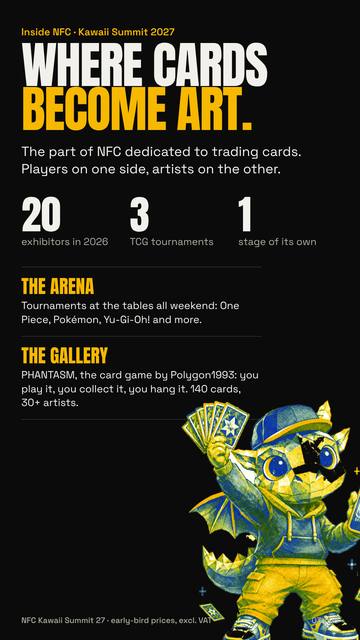 Inside NFC · Kawaii Summit 2027
WHERE CARDS
BECOME ART.
The part of NFC dedicated to trading cards.
Players on one side, artists on the other.
20
exhibitors in 2026
3
TCG tournaments
1
stage of its own
THE ARENA
Tournaments at the tables all weekend: One
Piece, Pokémon, Yu-Gi-Oh! and more.
THE GALLERY
PHANTASM, the card game by Polygon1993: you
play it, you collect it, you hang it. 140 cards,
30+ artists.
NFC Kawaii Summit 27 · early-bird prices, excl. VAT